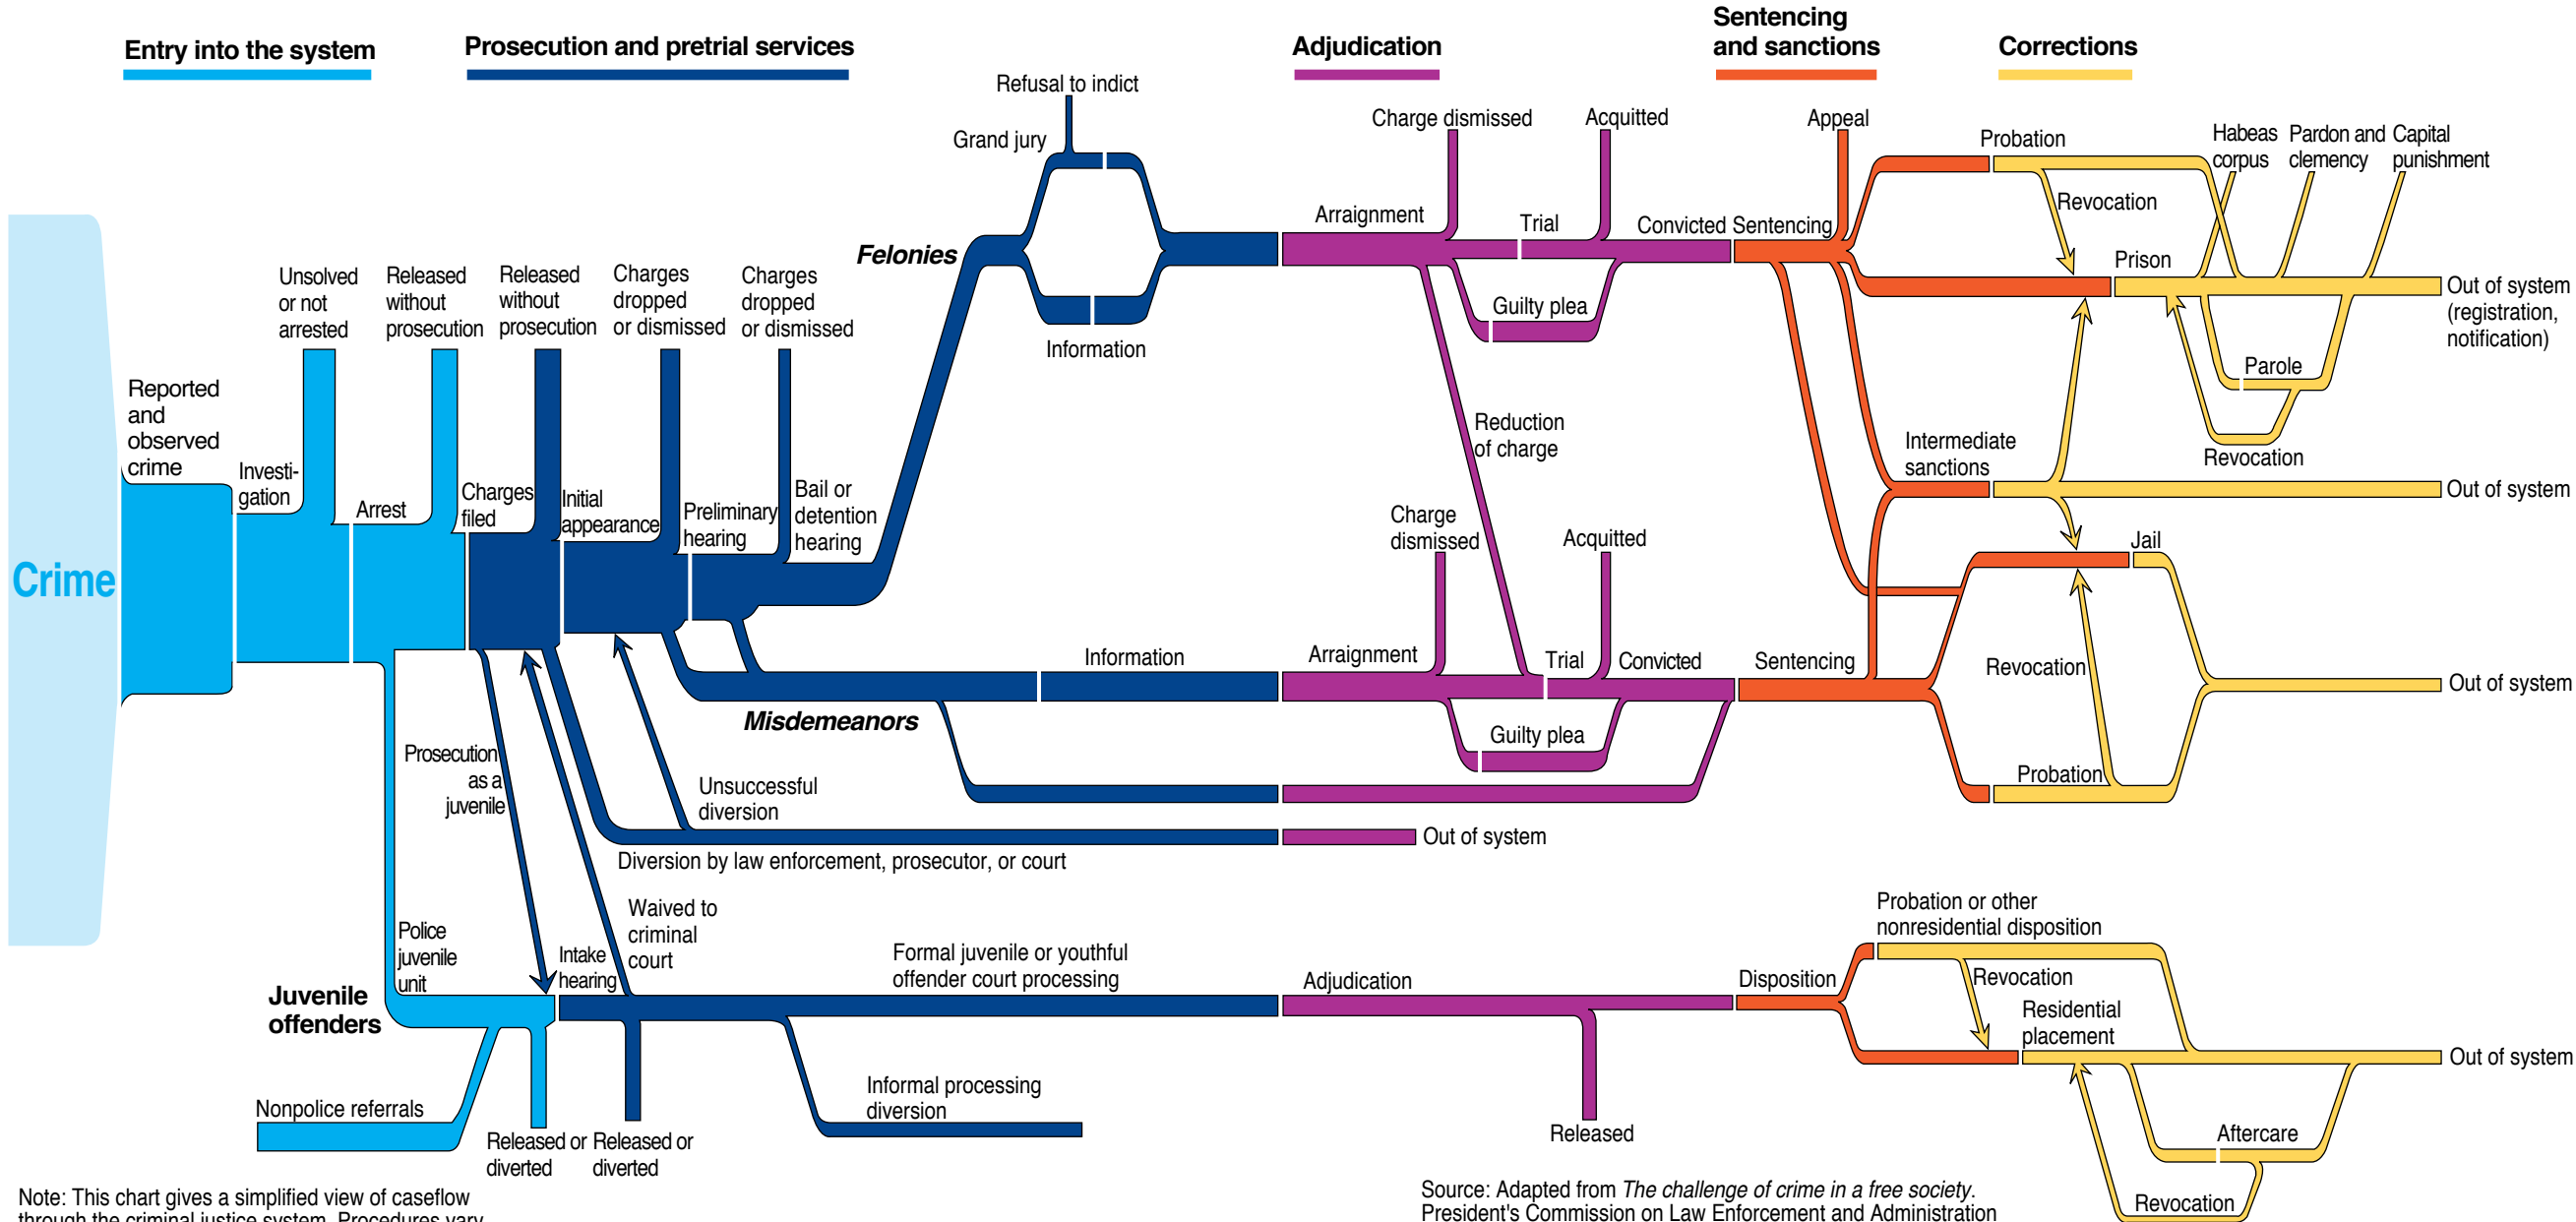 Entry into the system
Prosecution and pretrial services
Adjudication
Sentencing
and sanctions
Corrections
Crime
Reported
and
observed
crime
Investi-
gation
Unsolved
or not
arrested
Arrest
Released
without
prosecution
Charges
filed
Released
without
prosecution
Initial
appearance
Charges
dropped
or dismissed
Preliminary
hearing
Charges
dropped
or dismissed
Bail or
detention
hearing
Felonies
Grand jury
Refusal to indict
Information
Arraignment
Charge dismissed
Trial
Acquitted
Guilty plea
Convicted
Sentencing
Appeal
Probation
Revocation
Prison
Habeas
corpus
Pardon and
clemency
Capital
punishment
Out of system
(registration,
notification)
Parole
Revocation
Reduction
of charge
Intermediate
sanctions
Out of system
Misdemeanors
Information
Arraignment
Charge
dismissed
Trial
Acquitted
Guilty plea
Convicted
Sentencing
Jail
Revocation
Probation
Out of system
Unsuccessful
diversion
Diversion by law enforcement, prosecutor, or court
Out of system
Prosecution
as a
juvenile
Waived to
criminal
court
Police
juvenile
unit
Juvenile
offenders
Intake
hearing
Formal juvenile or youthful
offender court processing
Adjudication
Disposition
Probation or other
nonresidential disposition
Revocation
Residential
placement
Out of system
Nonpolice referrals
Released or
diverted
Released or
diverted
Informal processing
diversion
Released
Aftercare
Revocation
Note: This chart gives a simplified view of caseflow
through the criminal justice system. Procedures vary
Source: Adapted from The challenge of crime in a free society.
President's Commission on Law Enforcement and Administration